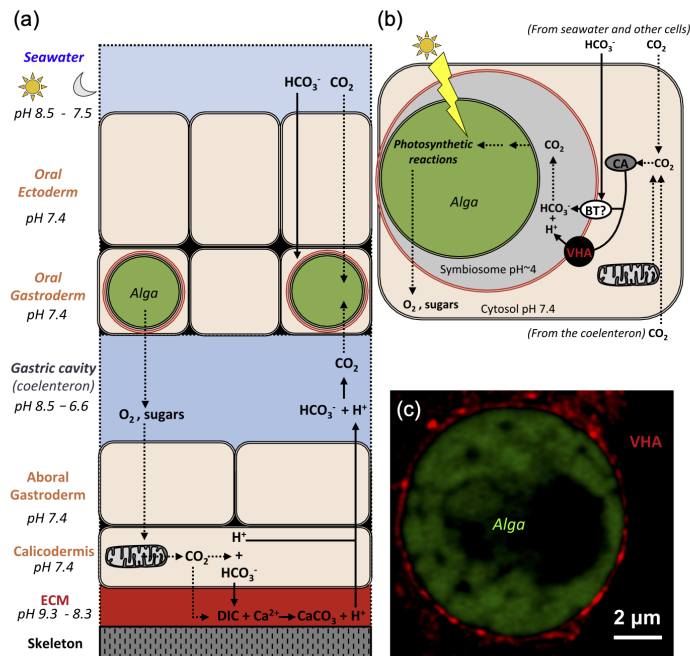 (a)
Seawater
pH 8.5 - 7.5
HCO₃⁻ CO₂
Oral
Ectoderm
pH 7.4
Oral
Gastroderm
pH 7.4
Alga
Gastric cavity
(coelenteron)
pH 8.5 – 6.6
CO₂
O₂ , sugars
HCO₃⁻ + H⁺
Aboral
Gastroderm
pH 7.4
Calicodermis
pH 7.4
CO₂
H⁺
+
HCO₃⁻
ECM
pH 9.3 - 8.3
DIC + Ca²⁺ CaCO₃ + H⁺
Skeleton
(b)
(From seawater and other cells)
HCO₃⁻ CO₂
Photosynthetic
reactions
CO₂
CA
CO₂
Alga
HCO₃⁻
+
H⁺
BT?
VHA
Symbiosome pH~4
O₂ , sugars
Cytosol pH 7.4
(From the coelenteron) CO₂
(c)
VHA
Alga
2 µm